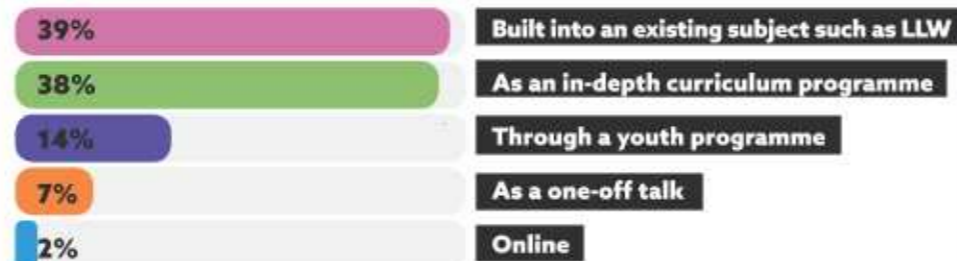 39% Built into an existing subject such as LLW
38% As an in-depth curriculum programme
14% Through a youth programme
7% As a one-off talk
2% Online